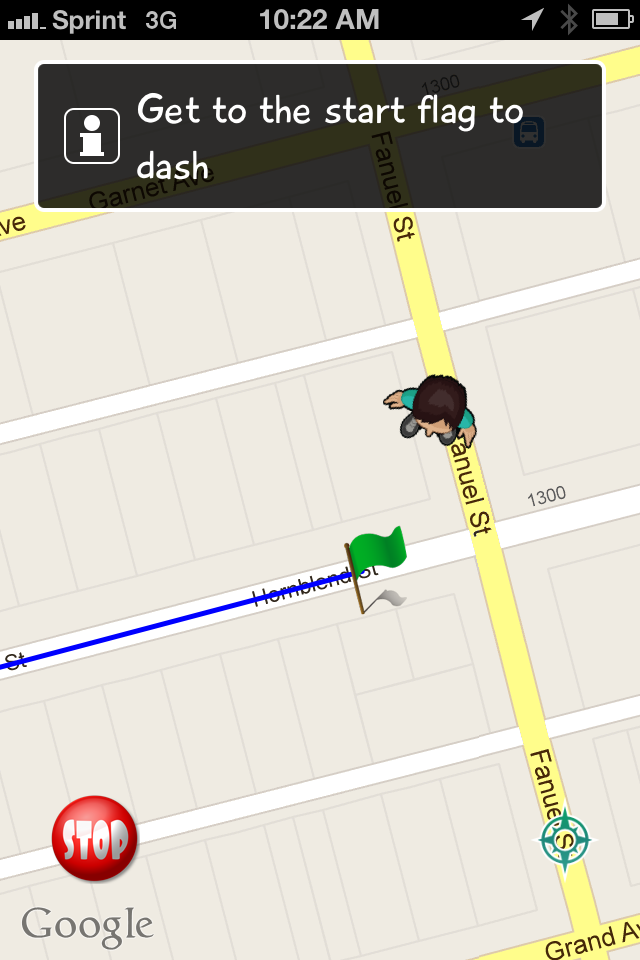 Sprint 3G 10:22 AM
Get to the start flag to
dash
1300
Garnet Ave
ve
Fanuel St
Fanuel St
1300
Hornblend St
St
Fanuel St
STOP
Google
Grand Av